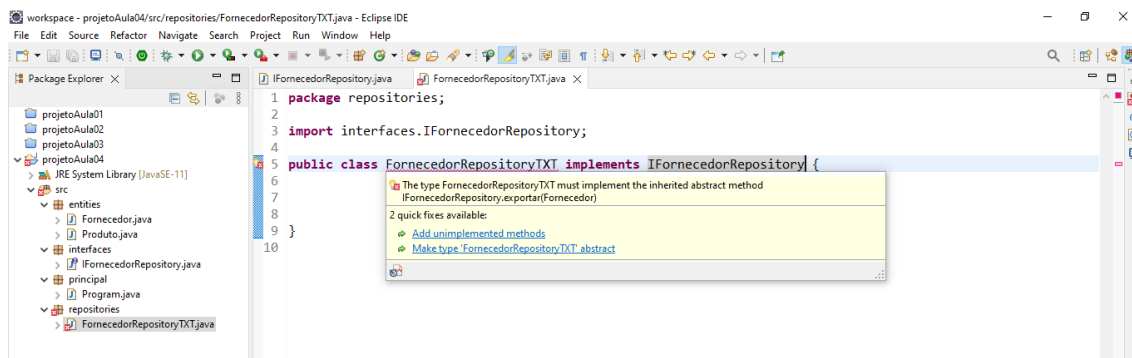 workspace - projetoAula04/src/repositories/FornecedorRepositoryTXT.java - Eclipse IDE
File Edit Source Refactor Navigate Search Project Run Window Help
Package Explorer
IFornecedorRepository.java
FornecedorRepositoryTXT.java
projetoAula01
projetoAula02
projetoAula03
projetoAula04
JRE System Library [JavaSE-11]
src
entities
Fornecedor.java
Produto.java
interfaces
IFornecedorRepository.java
principal
Program.java
repositories
FornecedorRepositoryTXT.java
1 package repositories;
2
3 import interfaces.IFornecedorRepository;
4
5 public class FornecedorRepositoryTXT implements IFornecedorRepository {
6
7
8
9 }
10
The type FornecedorRepositoryTXT must implement the inherited abstract method
IFornecedorRepository.exportar(Fornecedor)
2 quick fixes available:
Add unimplemented methods
Make type 'FornecedorRepositoryTXT' abstract